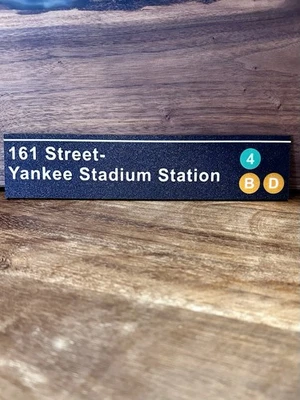 161 Street-
Yankee Stadium Station
4
B D